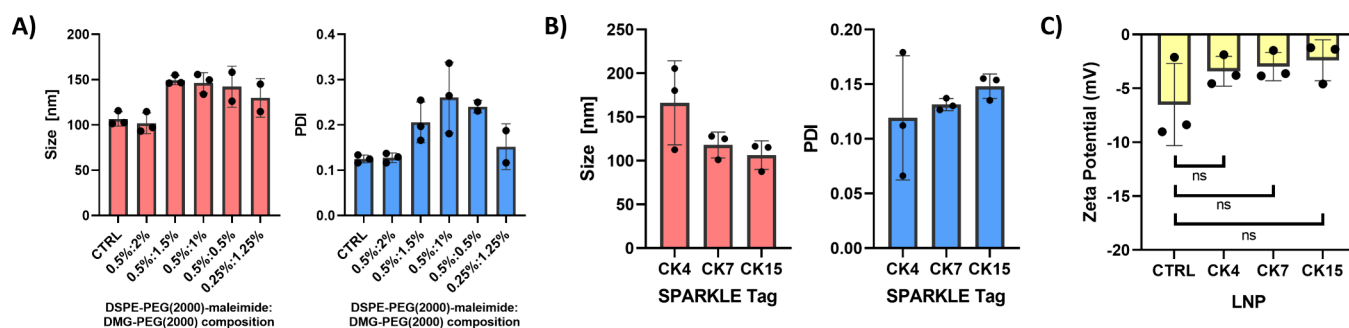 A)
Size [nm]
200
150
100
50
0
CTRL
0.5%:2%
0.5%:1.5%
0.5%:1%
0.5%:0.5%
0.25%:1.25%
DSPE-PEG(2000)-maleimide:
DMG-PEG(2000) composition
PDI
0.4
0.3
0.2
0.1
0.0
CTRL
0.5%:2%
0.5%:1.5%
0.5%:1%
0.5%:0.5%
0.25%:1.25%
DSPE-PEG(2000)-maleimide:
DMG-PEG(2000) composition
B)
Size [nm]
250
200
150
100
50
0
CK4 CK7 CK15
SPARKLE Tag
PDI
0.20
0.15
0.10
0.05
0.00
CK4 CK7 CK15
SPARKLE Tag
C)
Zeta Potential (mV)
0
-5
-10
-15
-20
ns
ns
ns
CTRL CK4 CK7 CK15
LNP